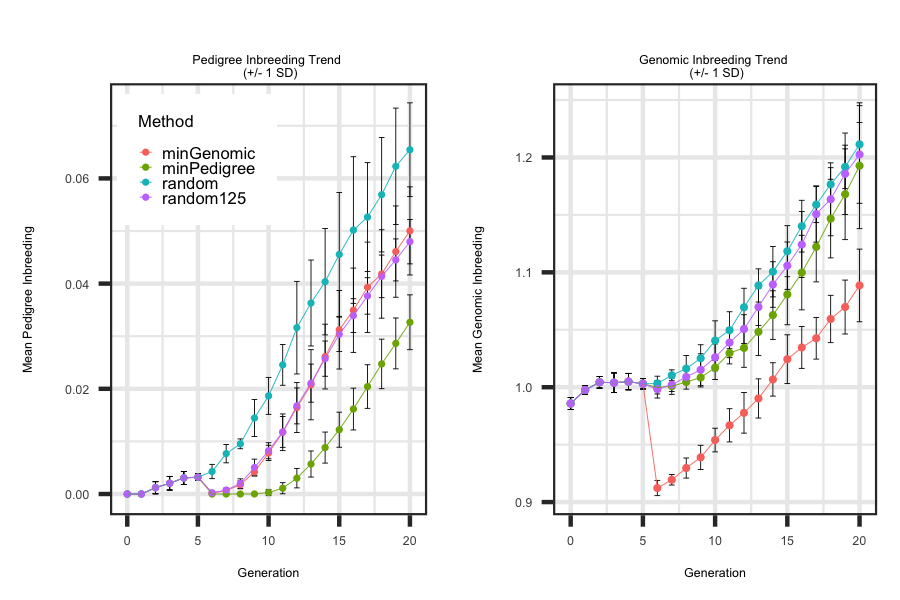 Pedigree Inbreeding Trend
(+/- 1 SD)
Mean Pedigree Inbreeding
0.06
0.04
0.02
0.00
Method
minGenomic
minPedigree
random
random125
0 5 10 15 20
Generation
Genomic Inbreeding Trend
(+/- 1 SD)
Mean Genomic Inbreeding
1.2
1.1
1.0
0.9
0 5 10 15 20
Generation